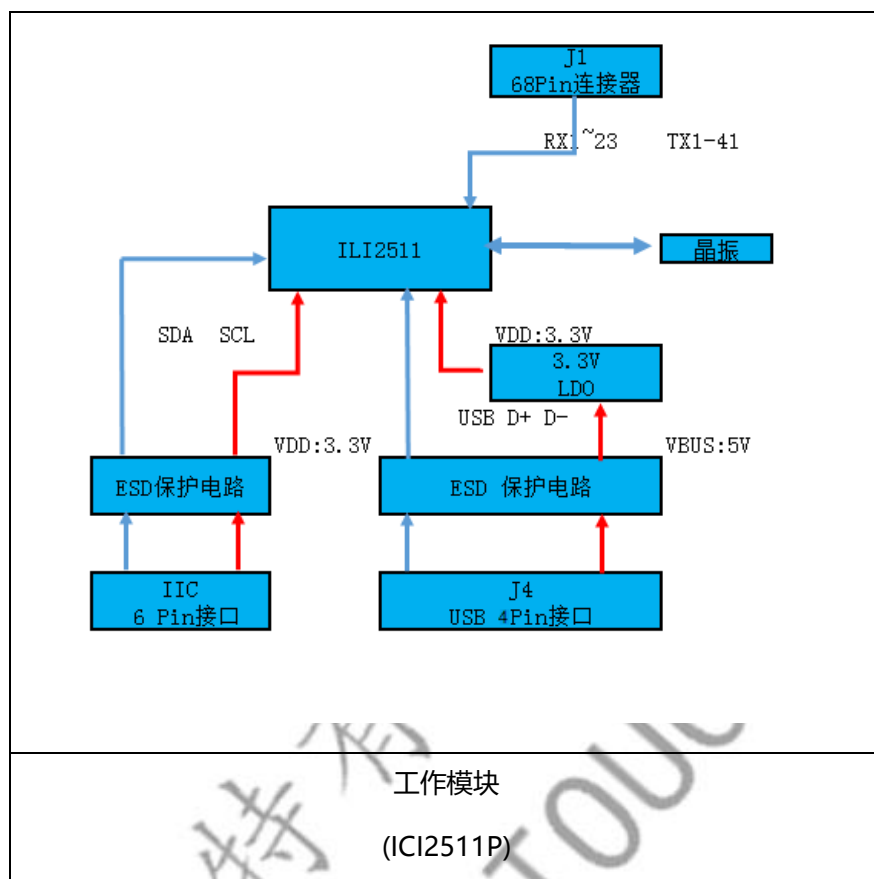 J1
68Pin连接器
RX1~23 TX1-41
ILI2511
晶振
SDA SCL
VDD:3.3V
3.3V
LDO
USB D+ D-
VDD:3.3V
VBUS:5V
ESD保护电路
ESD 保护电路
IIC
6 Pin接口
J4
USB 4Pin接口
工作模块
(ICI2511P)
特有
TOUC